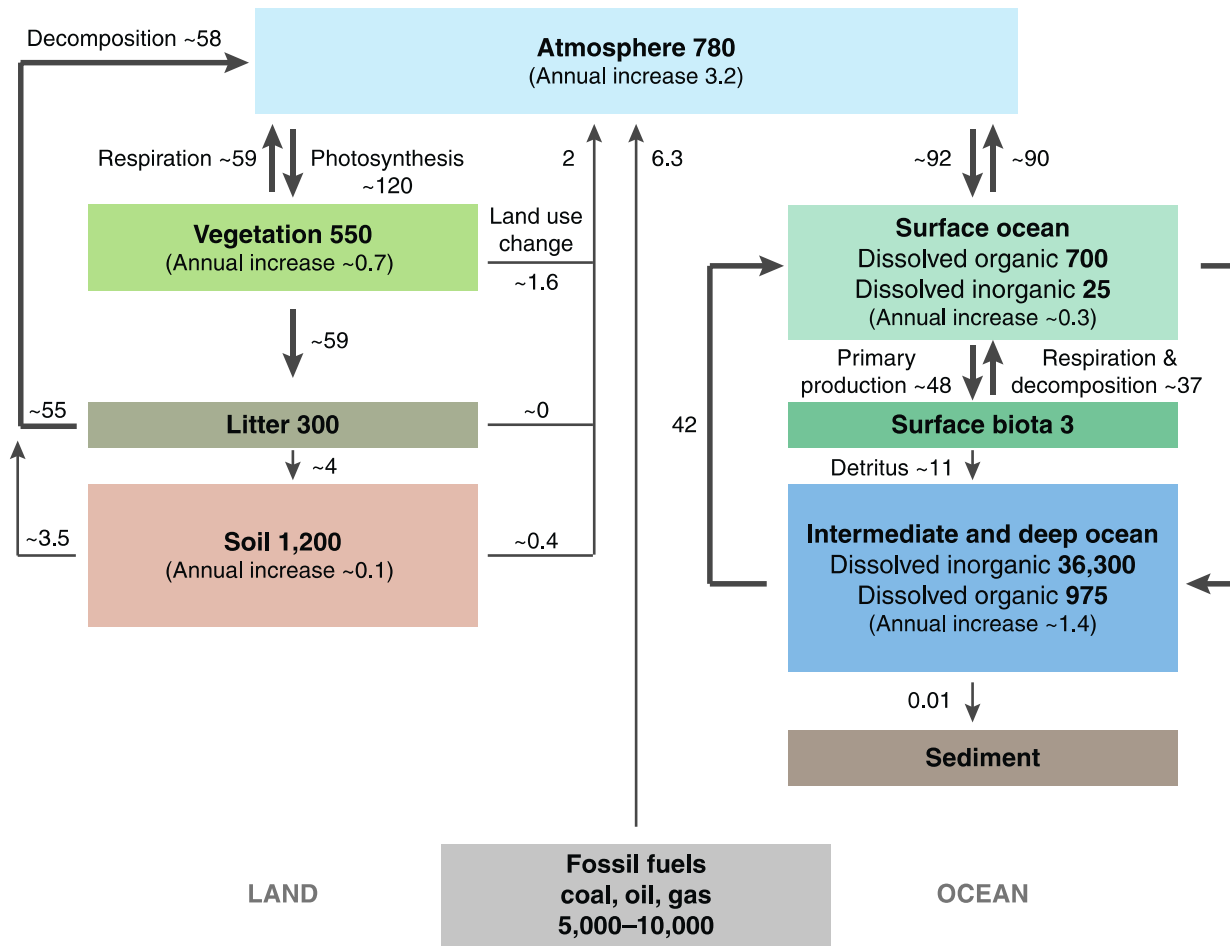 Decomposition ~58
Atmosphere 780
(Annual increase 3.2)
Respiration ~59
Photosynthesis
~120
2
6.3
~92
~90
Vegetation 550
(Annual increase ~0.7)
Land use
change
~1.6
Surface ocean
Dissolved organic 700
Dissolved inorganic 25
(Annual increase ~0.3)
~59
Primary
production ~48
Respiration &
decomposition ~37
~55
Litter 300
~0
42
Surface biota 3
~4
Detritus ~11
~3.5
Soil 1,200
(Annual increase ~0.1)
~0.4
Intermediate and deep ocean
Dissolved inorganic 36,300
Dissolved organic 975
(Annual increase ~1.4)
0.01
Sediment
LAND
Fossil fuels
coal, oil, gas
5,000–10,000
OCEAN